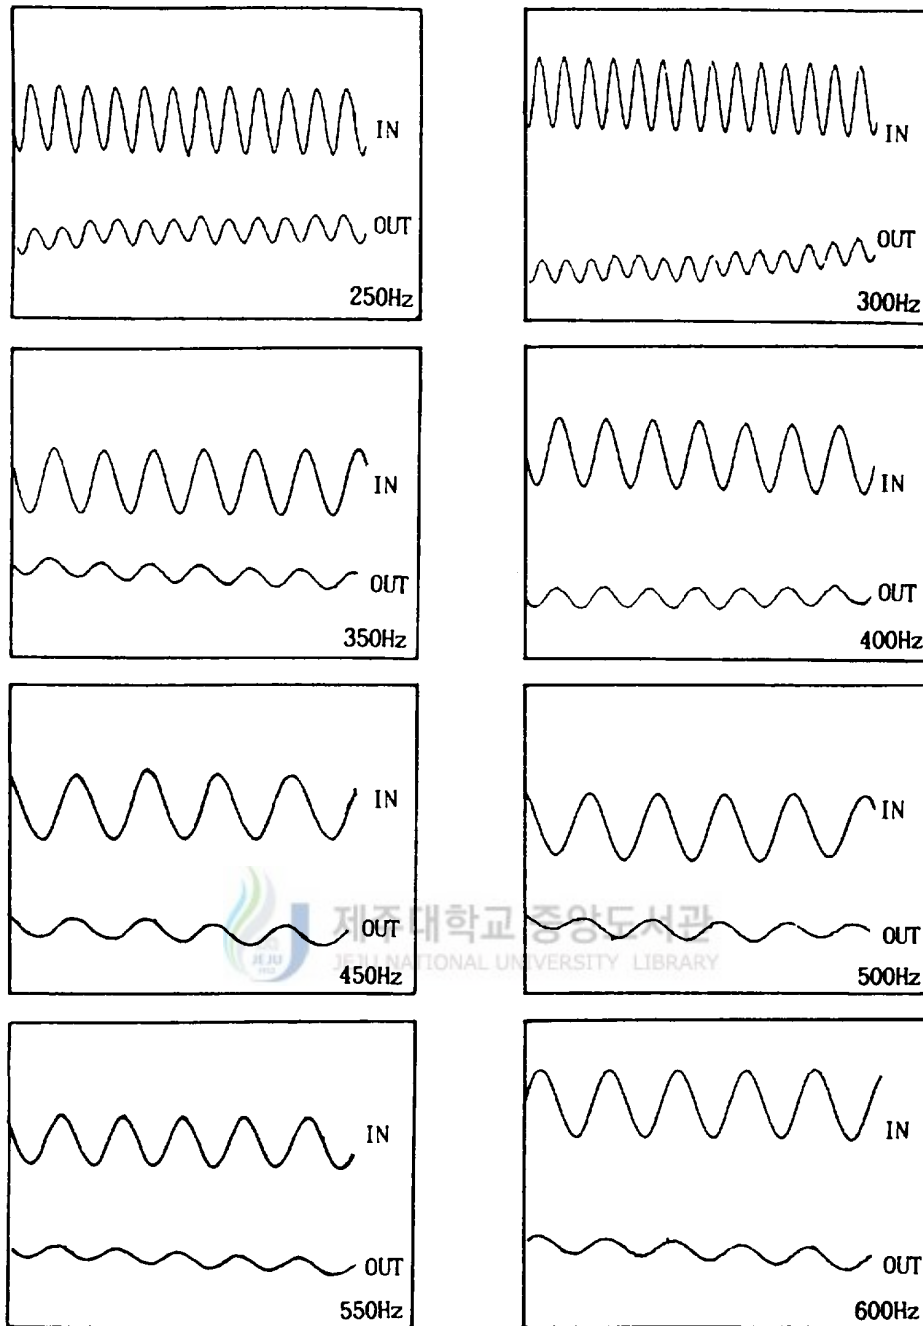 IN
OUT
250Hz
IN
OUT
300Hz
IN
OUT
350Hz
IN
OUT
400Hz
IN
OUT
450Hz
IN
OUT
500Hz
제주대학교 중앙도서관
JEJU NATIONAL UNIVERSITY LIBRARY
JEJU
1952
IN
OUT
550Hz
IN
OUT
600Hz